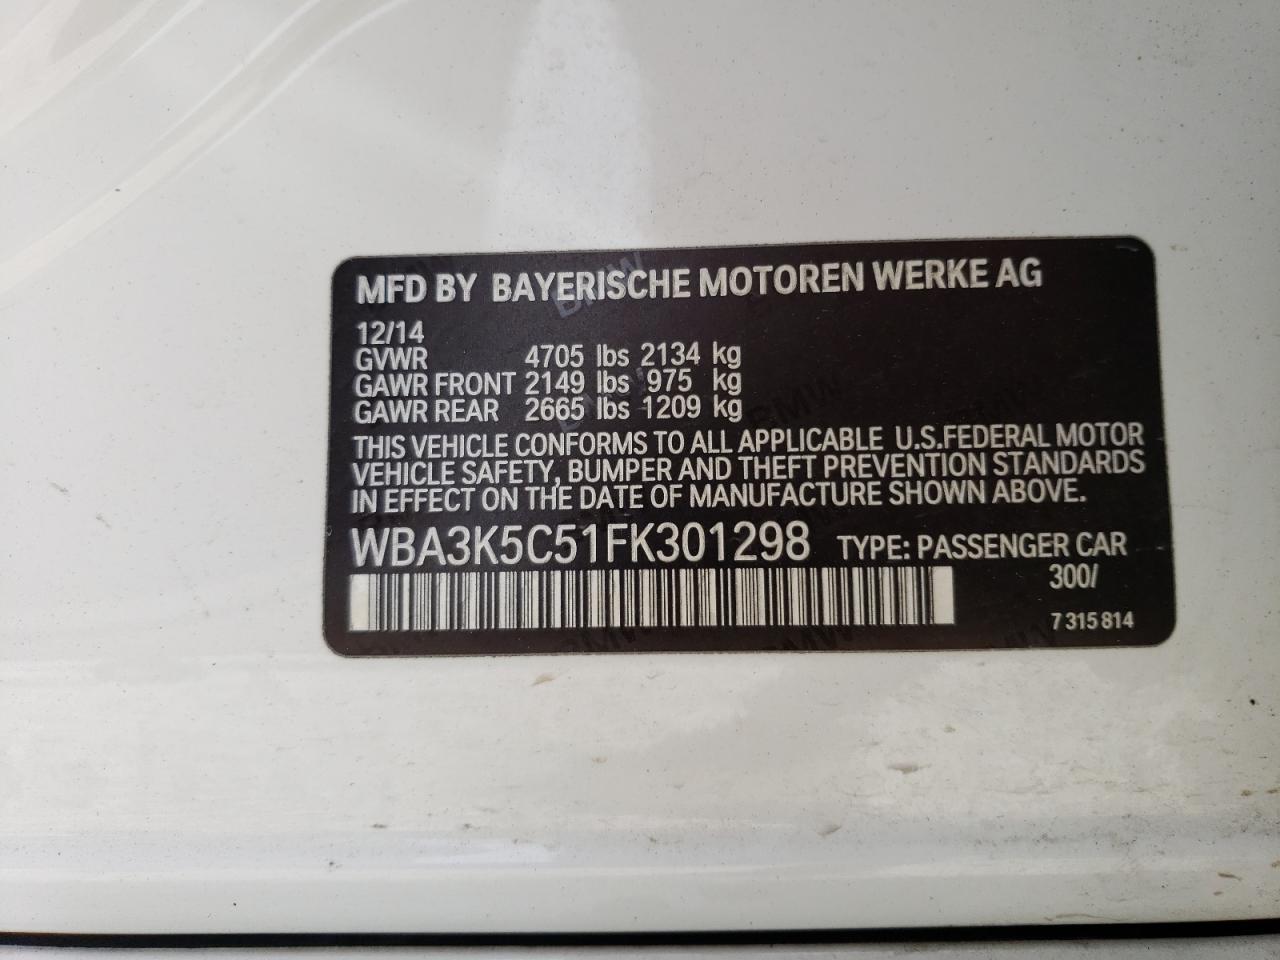 MFD BY BAYERISCHE MOTOREN WERKE AG
12/14
GVWR 4705 lbs 2134 kg
GAWR FRONT 2149 lbs 975 kg
GAWR REAR 2665 lbs 1209 kg
THIS VEHICLE CONFORMS TO ALL APPLICABLE U.S.FEDERAL MOTOR
VEHICLE SAFETY, BUMPER AND THEFT PREVENTION STANDARDS
IN EFFECT ON THE DATE OF MANUFACTURE SHOWN ABOVE.
WBA3K5C51FK301298 TYPE: PASSENGER CAR
300/
7 315 814